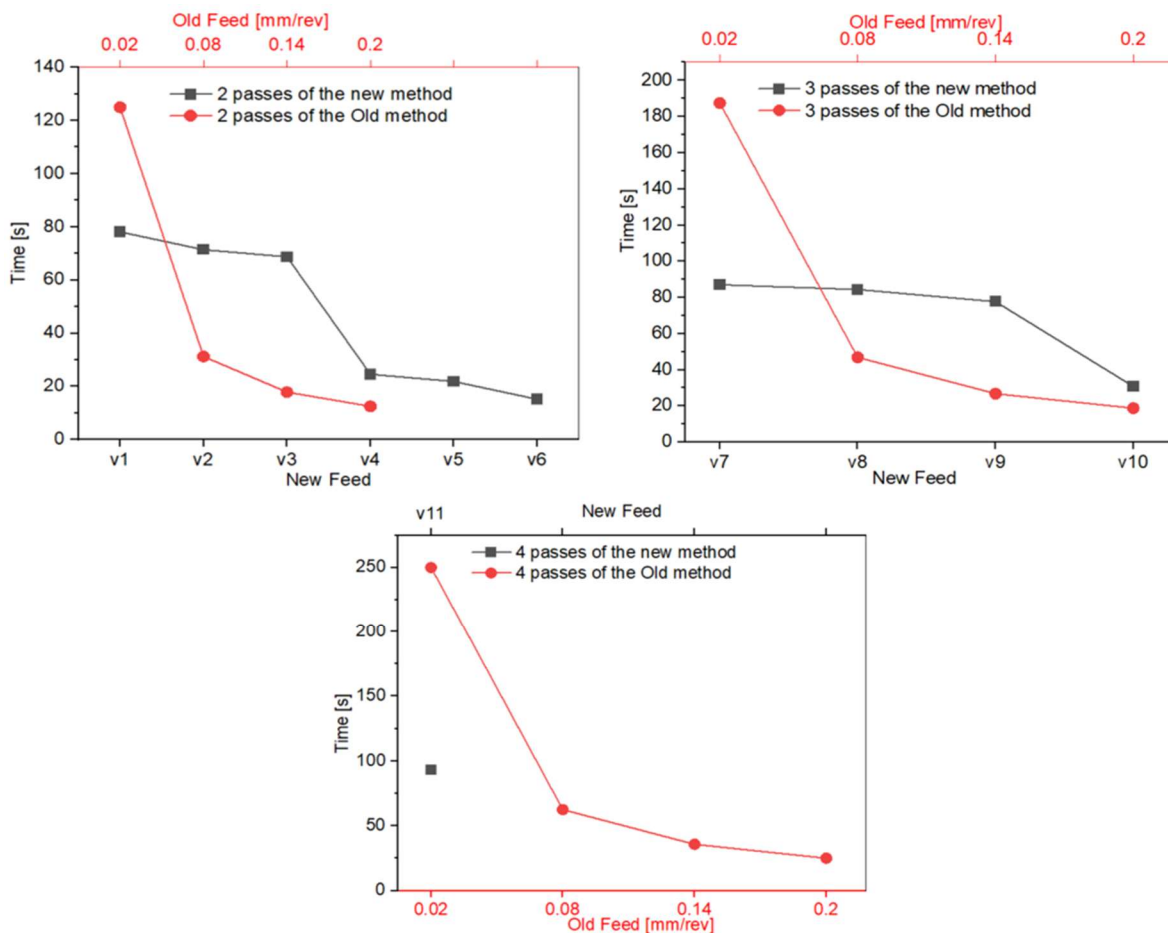 Old Feed [mm/rev]
0.02 0.08 0.14 0.2
140
120
100
80
60
40
20
0
Time [s]
2 passes of the new method
2 passes of the Old method
v1 v2 v3 v4 v5 v6
New Feed
Old Feed [mm/rev]
0.02 0.08 0.14 0.2
200
180
160
140
120
100
80
60
40
20
0
Time [s]
3 passes of the new method
3 passes of the Old method
v7 v8 v9 v10
New Feed
v11 New Feed
250
200
150
100
50
0
Time [s]
4 passes of the new method
4 passes of the Old method
0.02 0.08 0.14 0.2
Old Feed [mm/rev]